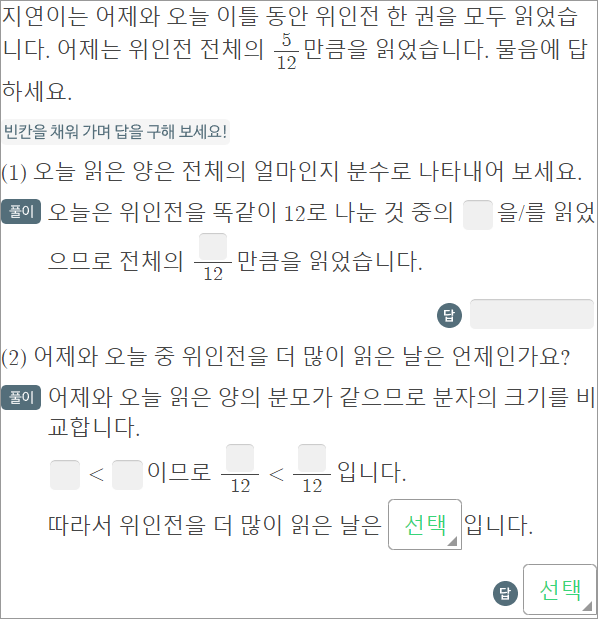 지연이는 어제와 오늘 이틀 동안 위인전 한 권을 모두 읽었습
니다. 어제는 위인전 전체의 5/12 만큼을 읽었습니다. 물음에 답
하세요.
빈칸을 채워 가며 답을 구해 보세요!
(1) 오늘 읽은 양은 전체의 얼마인지 분수로 나타내어 보세요.
풀이 오늘은 위인전을 똑같이 12로 나눈 것 중의 을/를 읽었
으므로 전체의 /12 만큼을 읽었습니다.
답
(2) 어제와 오늘 중 위인전을 더 많이 읽은 날은 언제인가요?
풀이 어제와 오늘 읽은 양의 분모가 같으므로 분자의 크기를 비
교합니다.
< 이므로 /12 < /12 입니다.
따라서 위인전을 더 많이 읽은 날은 선택 입니다.
답 선택